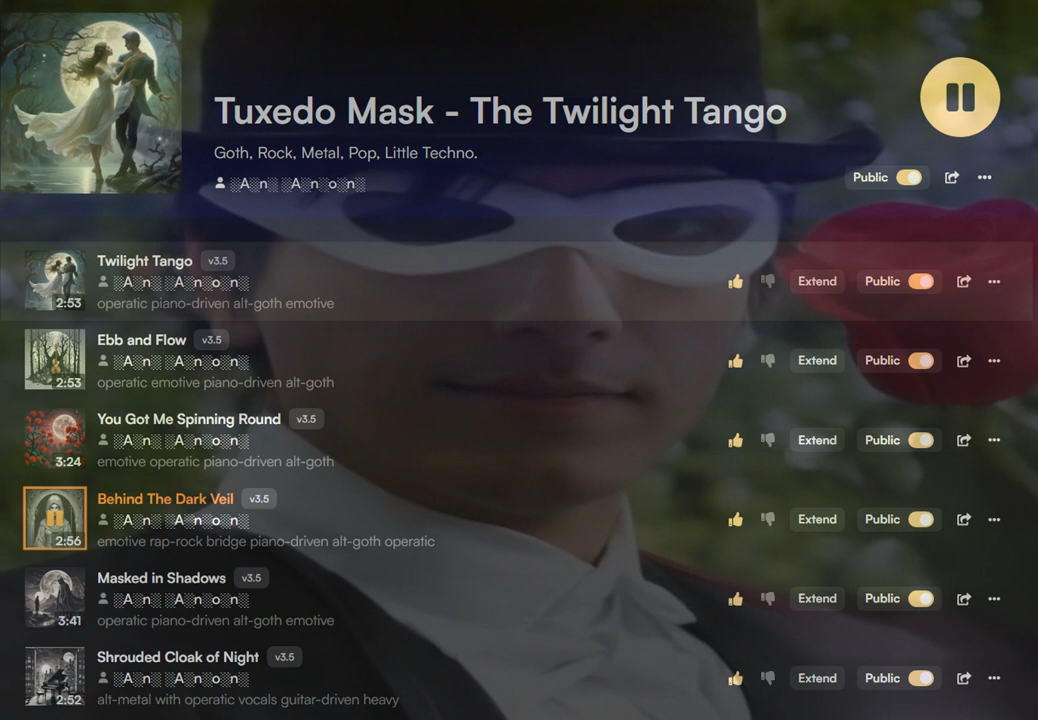 Tuxedo Mask - The Twilight Tango
Goth, Rock, Metal, Pop, Little Techno.
░A░n░ ░A░n░o░n░
Public
Twilight Tango v3.5
░A░n░ ░A░n░o░n░
2:53
Extend Public
operatic piano-driven alt-goth emotive
Ebb and Flow v3.5
░A░n░ ░A░n░o░n░
2:53
Extend Public
operatic emotive piano-driven alt-goth
You Got Me Spinning Round v3.5
░A░n░ ░A░n░o░n░
3:24
Extend Public
emotive operatic piano-driven alt-goth
Behind The Dark Veil v3.5
░A░n░ ░A░n░o░n░
2:56
Extend Public
emotive rap-rock bridge piano-driven alt-goth operatic
Masked in Shadows v3.5
░A░n░ ░A░n░o░n░
3:41
Extend Public
operatic piano-driven alt-goth emotive
Shrouded Cloak of Night v3.5
░A░n░ ░A░n░o░n░
2:52
Extend Public
alt-metal with operatic vocals guitar-driven heavy